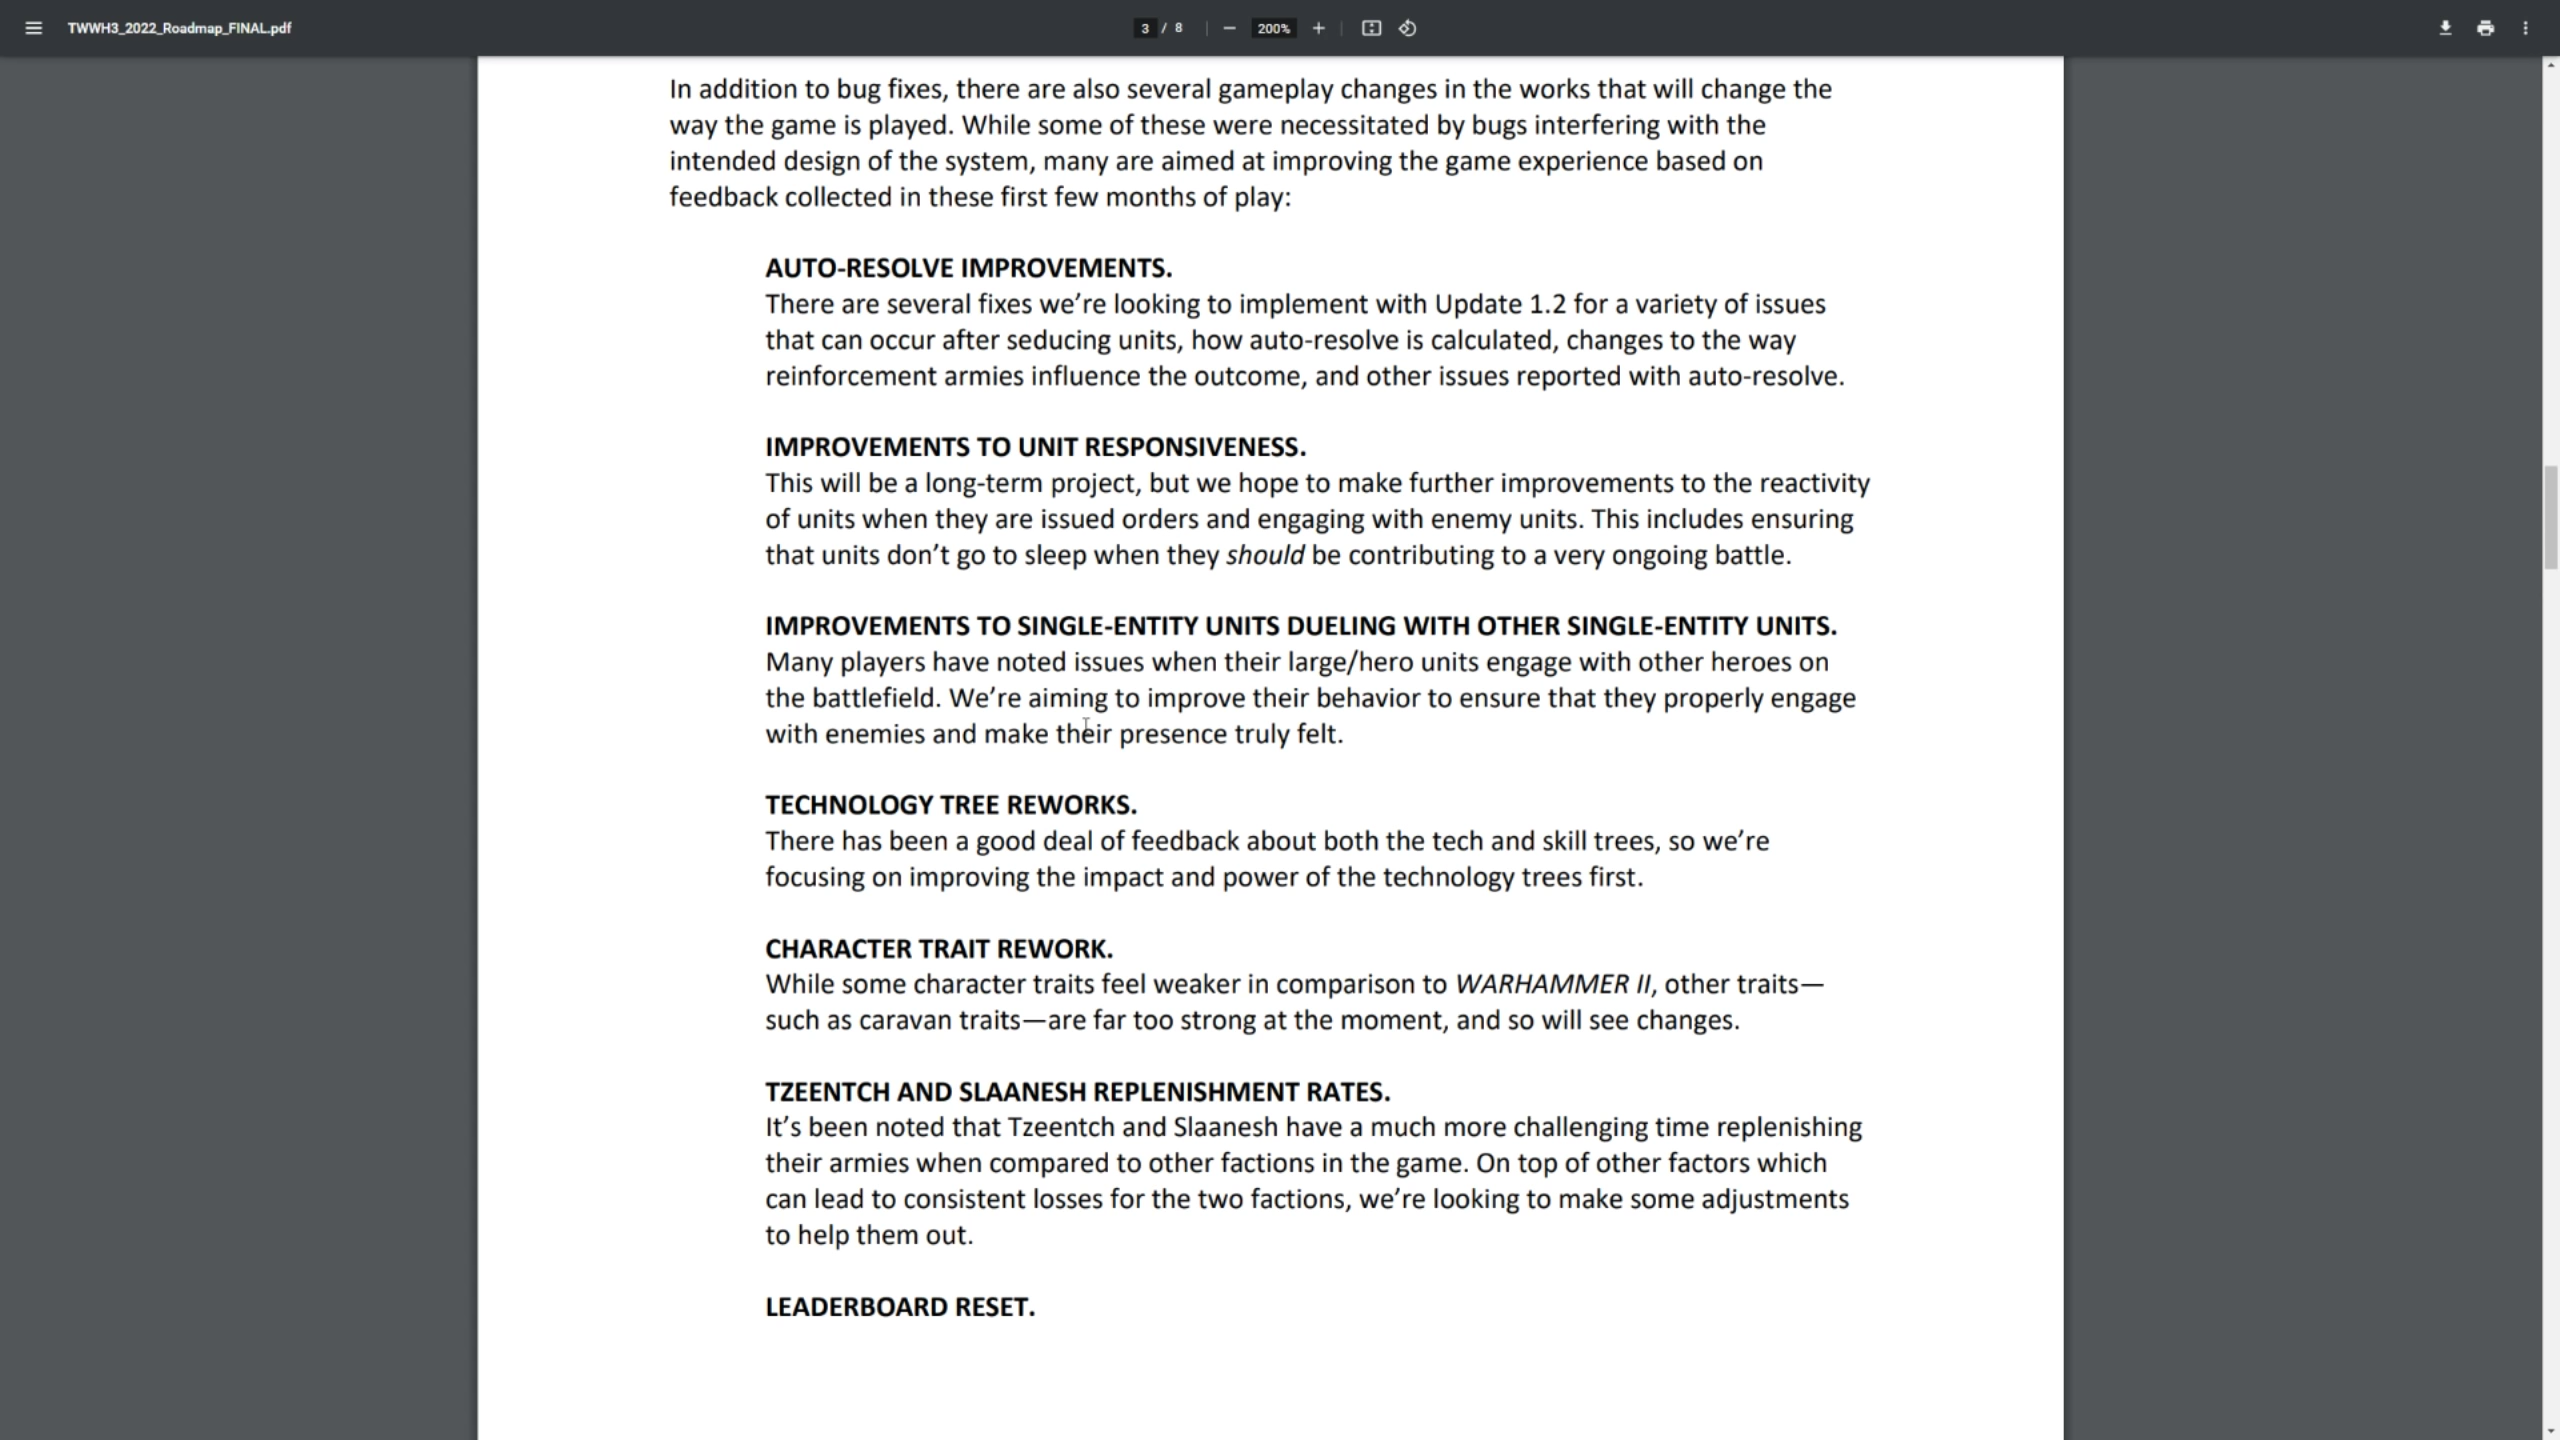 TWWH3_2022_Roadmap_FINAL.pdf
3 / 8
200%
In addition to bug fixes, there are also several gameplay changes in the works that will change the
way the game is played. While some of these were necessitated by bugs interfering with the
intended design of the system, many are aimed at improving the game experience based on
feedback collected in these first few months of play:
AUTO-RESOLVE IMPROVEMENTS.
There are several fixes we’re looking to implement with Update 1.2 for a variety of issues
that can occur after seducing units, how auto-resolve is calculated, changes to the way
reinforcement armies influence the outcome, and other issues reported with auto-resolve.
IMPROVEMENTS TO UNIT RESPONSIVENESS.
This will be a long-term project, but we hope to make further improvements to the reactivity
of units when they are issued orders and engaging with enemy units. This includes ensuring
that units don’t go to sleep when they should be contributing to a very ongoing battle.
IMPROVEMENTS TO SINGLE-ENTITY UNITS DUELING WITH OTHER SINGLE-ENTITY UNITS.
Many players have noted issues when their large/hero units engage with other heroes on
the battlefield. We’re aiming to improve their behavior to ensure that they properly engage
with enemies and make their presence truly felt.
TECHNOLOGY TREE REWORKS.
There has been a good deal of feedback about both the tech and skill trees, so we’re
focusing on improving the impact and power of the technology trees first.
CHARACTER TRAIT REWORK.
While some character traits feel weaker in comparison to WARHAMMER II, other traits—
such as caravan traits—are far too strong at the moment, and so will see changes.
TZEENTCH AND SLAANESH REPLENISHMENT RATES.
It’s been noted that Tzeentch and Slaanesh have a much more challenging time replenishing
their armies when compared to other factions in the game. On top of other factors which
can lead to consistent losses for the two factions, we’re looking to make some adjustments
to help them out.
LEADERBOARD RESET.